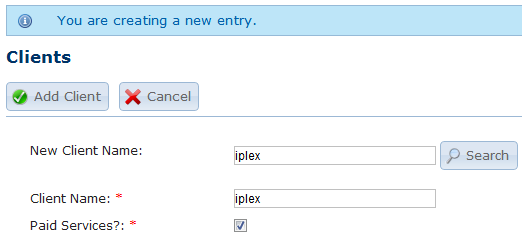 You are creating a new entry.
Clients
Add Client Cancel
New Client Name: iplex Search
Client Name: * iplex
Paid Services?: *